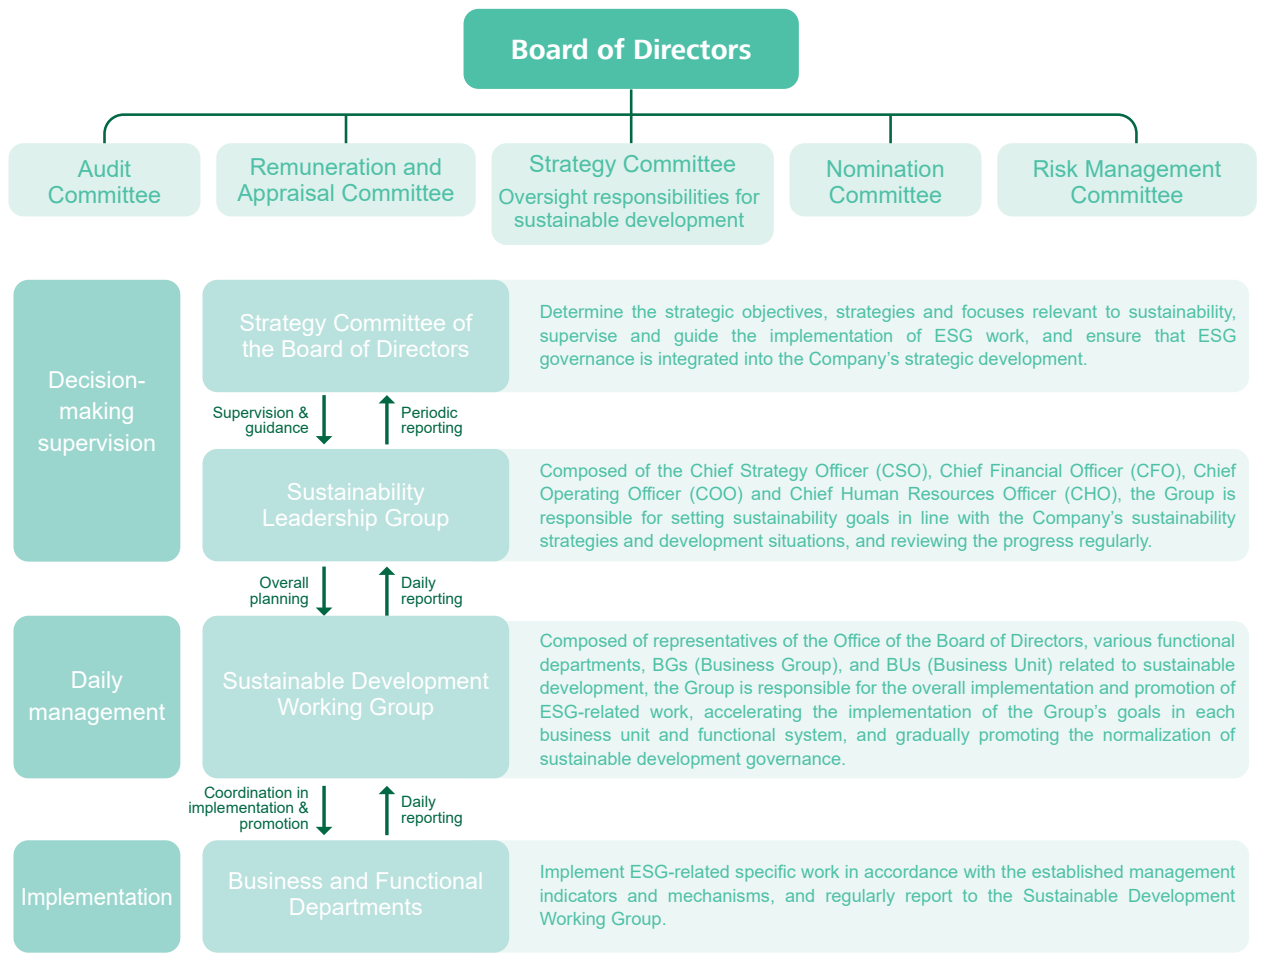 Board of Directors
Audit
Committee
Remuneration and
Appraisal Committee
Strategy Committee
Oversight responsibilities for
sustainable development
Nomination
Committee
Risk Management
Committee
Decision-
making
supervision
Strategy Committee of
the Board of Directors
Determine the strategic objectives, strategies and focuses relevant to sustainability,
supervise and guide the implementation of ESG work, and ensure that ESG
governance is integrated into the Company's strategic development.
Supervision &
guidance
Periodic
reporting
Sustainability
Leadership Group
Composed of the Chief Strategy Officer (CSO), Chief Financial Officer (CFO), Chief
Operating Officer (COO) and Chief Human Resources Officer (CHO), the Group is
responsible for setting sustainability goals in line with the Company's sustainability
strategies and development situations, and reviewing the progress regularly.
Overall
planning
Daily
reporting
Daily
management
Sustainable Development
Working Group
Composed of representatives of the Office of the Board of Directors, various functional
departments, BGs (Business Group), and BUs (Business Unit) related to sustainable
development, the Group is responsible for the overall implementation and promotion of
ESG-related work, accelerating the implementation of the Group's goals in each
business unit and functional system, and gradually promoting the normalization of
sustainable development governance.
Coordination in
implementation &
promotion
Daily
reporting
Implementation
Business and Functional
Departments
Implement ESG-related specific work in accordance with the established management
indicators and mechanisms, and regularly report to the Sustainable Development
Working Group.